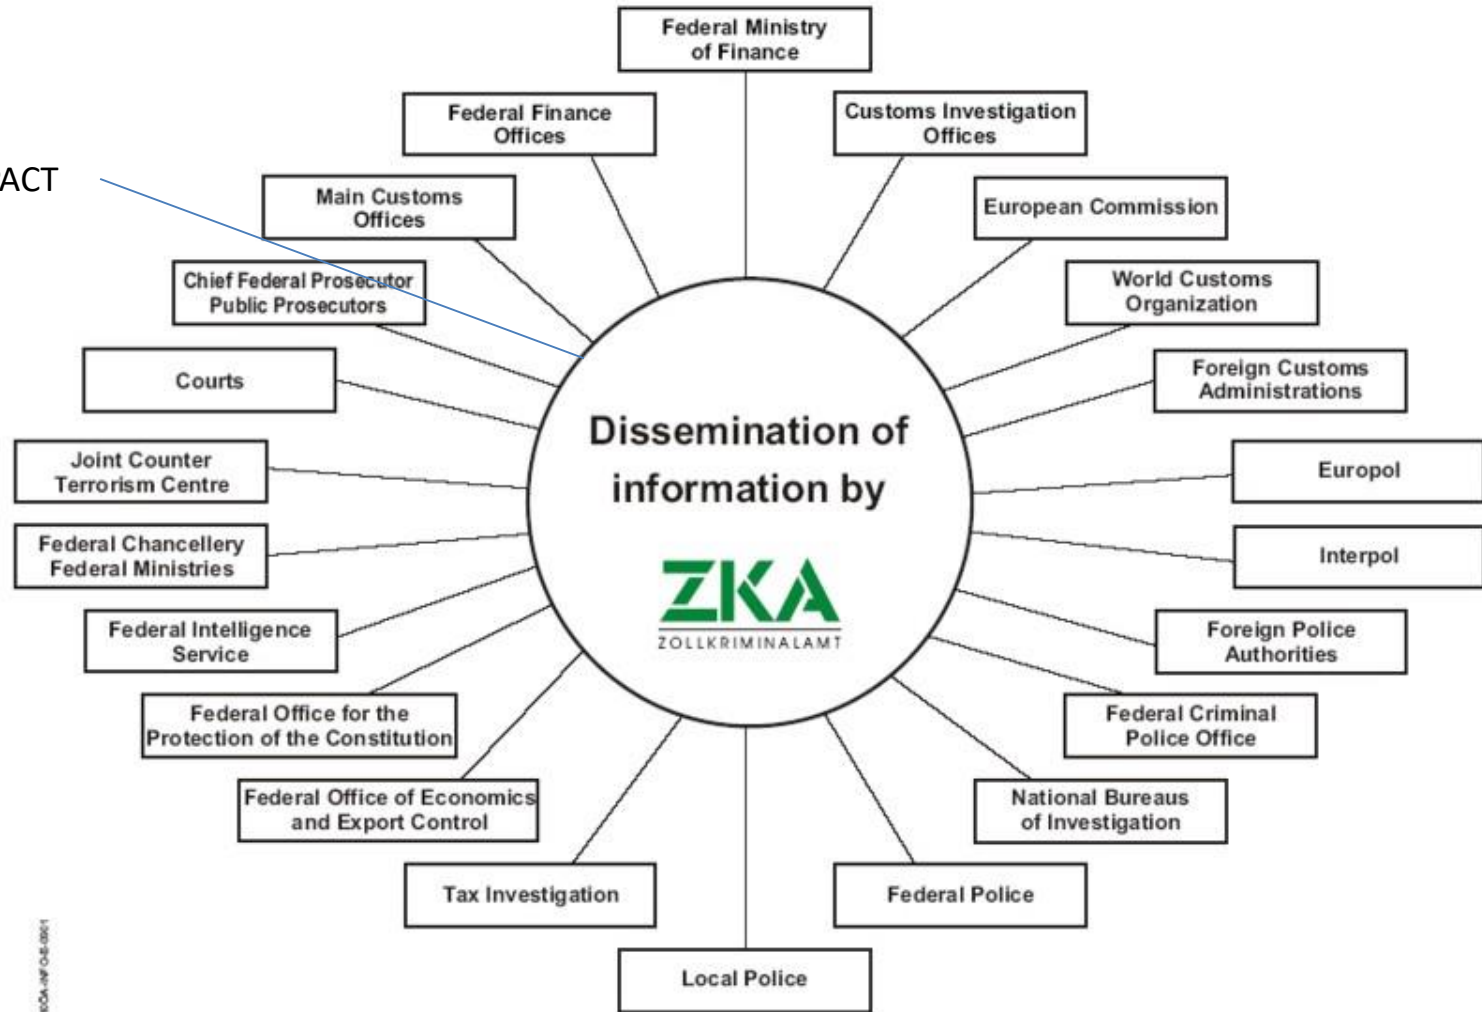 Federal Ministry
of Finance
Federal Finance
Offices
Customs Investigation
Offices
ACT
Main Customs
Offices
European Commission
Chief Federal Prosecutor
Public Prosecutors
World Customs
Organization
Courts
Foreign Customs
Administrations
Dissemination of
information by
ZKA
ZOLLKRIMINALAMT
Joint Counter
Terrorism Centre
Europol
Federal Chancellery
Federal Ministries
Interpol
Federal Intelligence
Service
Foreign Police
Authorities
Federal Office for the
Protection of the Constitution
Federal Criminal
Police Office
Federal Office of Economics
and Export Control
National Bureaus
of Investigation
Tax Investigation
Federal Police
Local Police